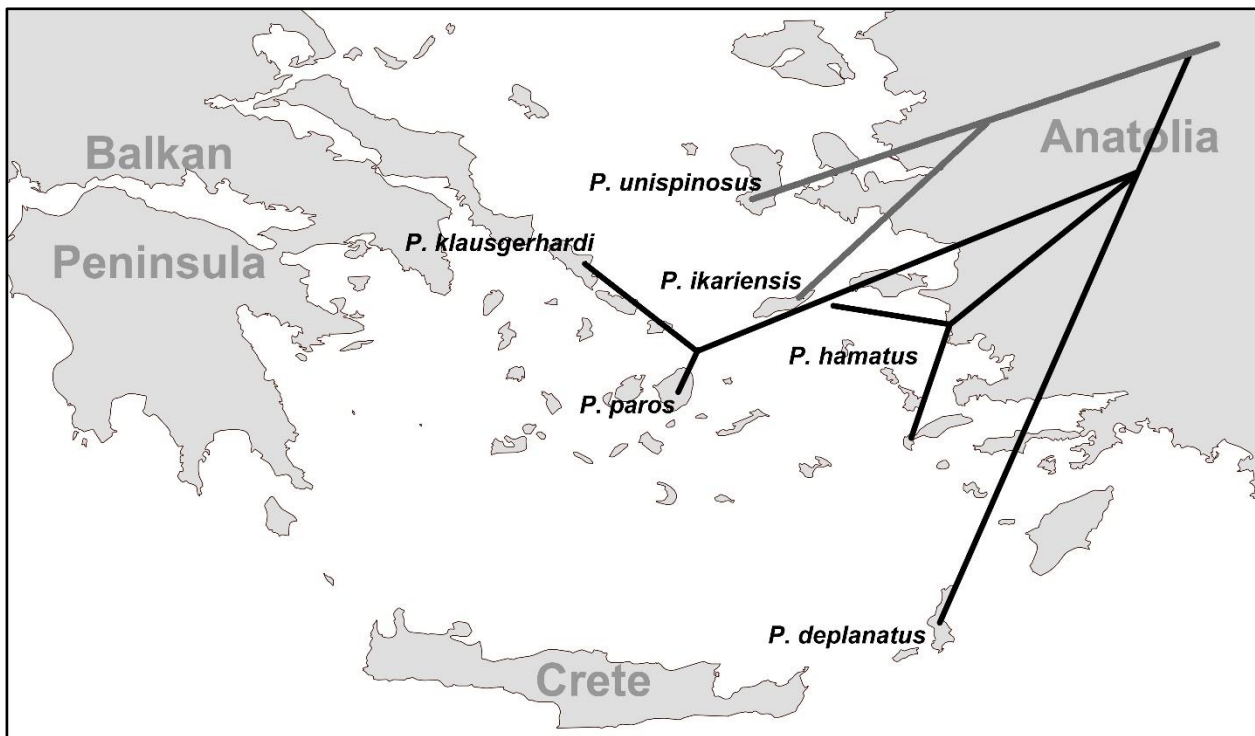 Balkan
Peninsula
Anatolia
P. unispinosus
P. klausgerhardi
P. ikariensis
P. hamatus
P. paros
P. deplanatus
Crete